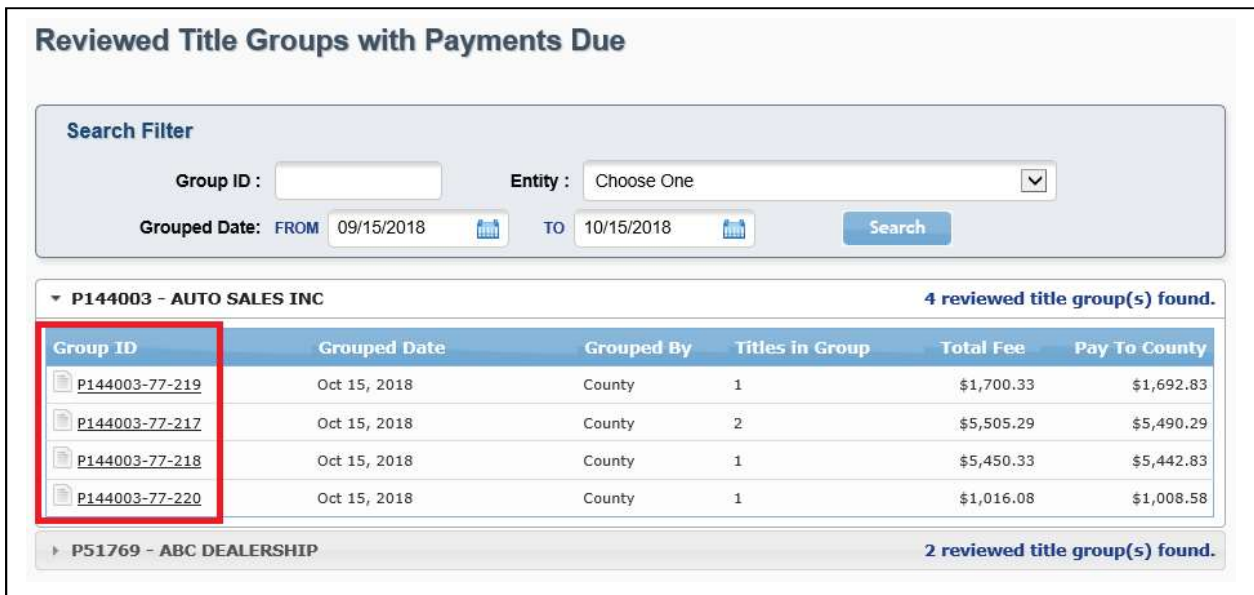 Reviewed Title Groups with Payments Due
Search Filter
Group ID : Entity : Choose One
Grouped Date: FROM 09/15/2018 TO 10/15/2018 Search
P144003 - AUTO SALES INC 4 reviewed title group(s) found.
Group ID Grouped Date Grouped By Titles in Group Total Fee Pay To County
P144003-77-219 Oct 15, 2018 County 1 $1,700.33 $1,692.83
P144003-77-217 Oct 15, 2018 County 2 $5,505.29 $5,490.29
P144003-77-218 Oct 15, 2018 County 1 $5,450.33 $5,442.83
P144003-77-220 Oct 15, 2018 County 1 $1,016.08 $1,008.58
P51769 - ABC DEALERSHIP 2 reviewed title group(s) found.